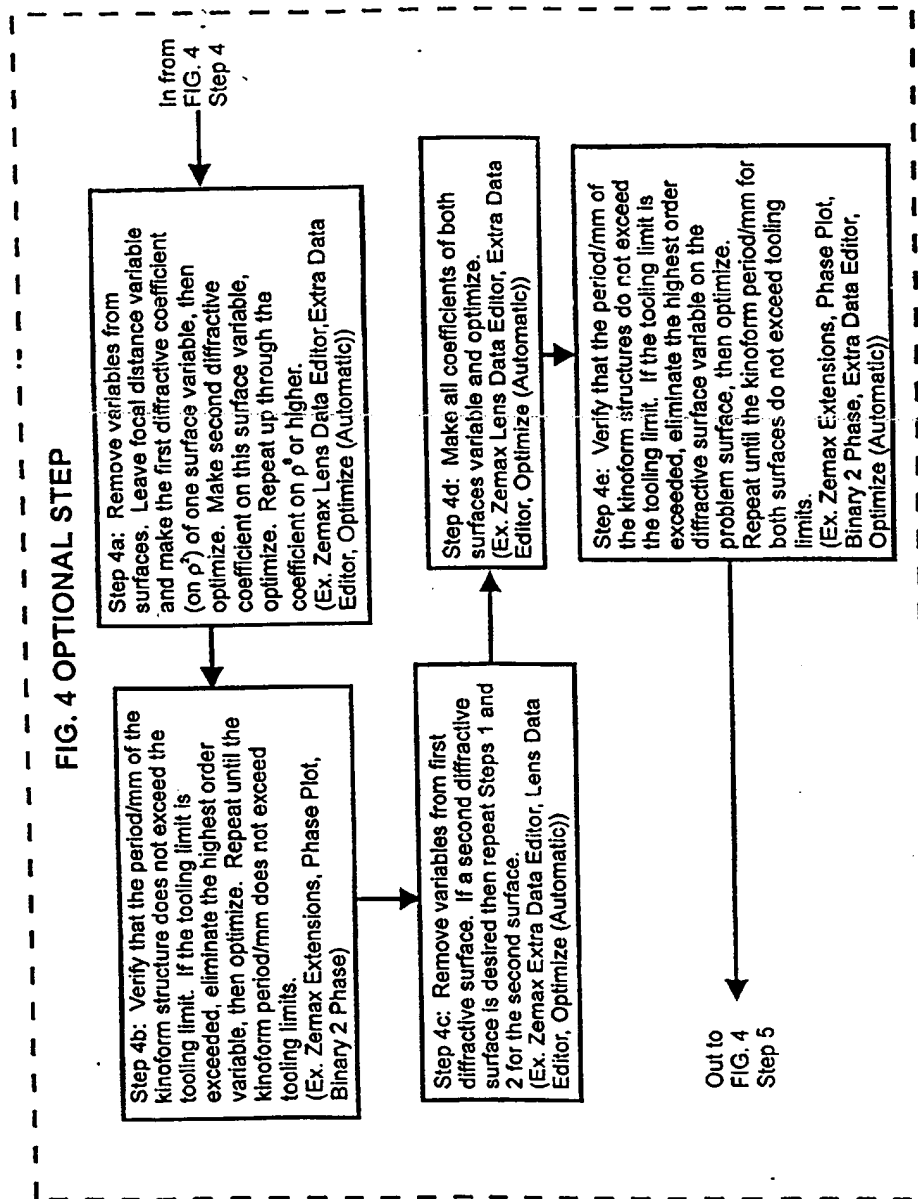 FIG. 4 OPTIONAL STEP
In from
FIG. 4
Step 4
Step 4a: Remove variables from
surfaces. Leave focal distance variable
and make the first diffractive coefficient
(on ρ²) of one surface variable, then
optimize. Make second diffractive
coefficient on this surface variable,
optimize. Repeat up through the
coefficient on ρ⁸ or higher.
(Ex. Zemax Lens Data Editor,Extra Data
Editor, Optimize (Automatic))
Step 4b: Verify that the period/mm of the
kinoform structure does not exceed the
tooling limit. If the tooling limit is
exceeded, eliminate the highest order
variable, then optimize. Repeat until the
kinoform period/mm does not exceed
tooling limits.
(Ex. Zemax Extensions, Phase Plot,
Binary 2 Phase)
Step 4c: Remove variables from first
diffractive surface. If a second diffractive
surface is desired then repeat Steps 1 and
2 for the second surface.
(Ex. Zemax Extra Data Editor, Lens Data
Editor, Optimize (Automatic))
Step 4d: Make all coefficients of both
surfaces variable and optimize.
(Ex. Zemax Lens Data Editor, Extra Data
Editor, Optimize (Automatic))
Step 4e: Verify that the period/mm of
the kinoform structures do not exceed
the tooling limit. If the tooling limit is
exceeded, eliminate the highest order
diffractive surface variable on the
problem surface, then optimize.
Repeat until the kinoform period/mm for
both surfaces do not exceed tooling
limits.
(Ex. Zemax Extensions, Phase Plot,
Binary 2 Phase, Extra Data Editor,
Optimize (Automatic))
Out to
FIG. 4
Step 5